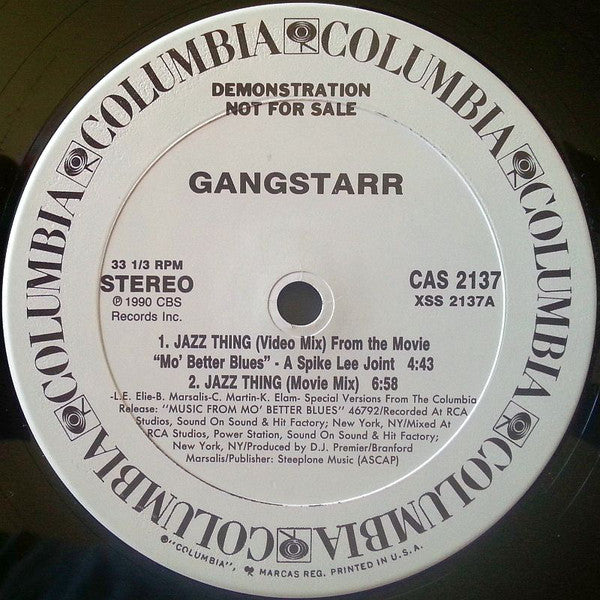 COLUMBIA COLUMBIA COLUMBIA COLUMBIA COLUMBIA COLUMBIA COLUMBIA
DEMONSTRATION
NOT FOR SALE
GANGSTARR
33 1/3 RPM
STEREO
℗ 1990 CBS
Records Inc.
CAS 2137
XSS 2137A
1. JAZZ THING (Video Mix) From the Movie
"Mo' Better Blues" - A Spike Lee Joint 4:43
2. JAZZ THING (Movie Mix) 6:58
-L.E. Elie-B. Marsalis-C. Martin-K. Elam- Special Versions From The Columbia
Release: "MUSIC FROM MO' BETTER BLUES" 46792/Recorded At RCA
Studios, Sound On Sound & Hit Factory; New York, NY/Mixed At
RCA Studios, Power Station, Sound On Sound & Hit Factory;
New York, NY/Produced by D.J. Premier/Branford
Marsalis/Publisher: Steeplone Music (ASCAP)
"COLUMBIA", MARCAS REG. PRINTED IN U.S.A.